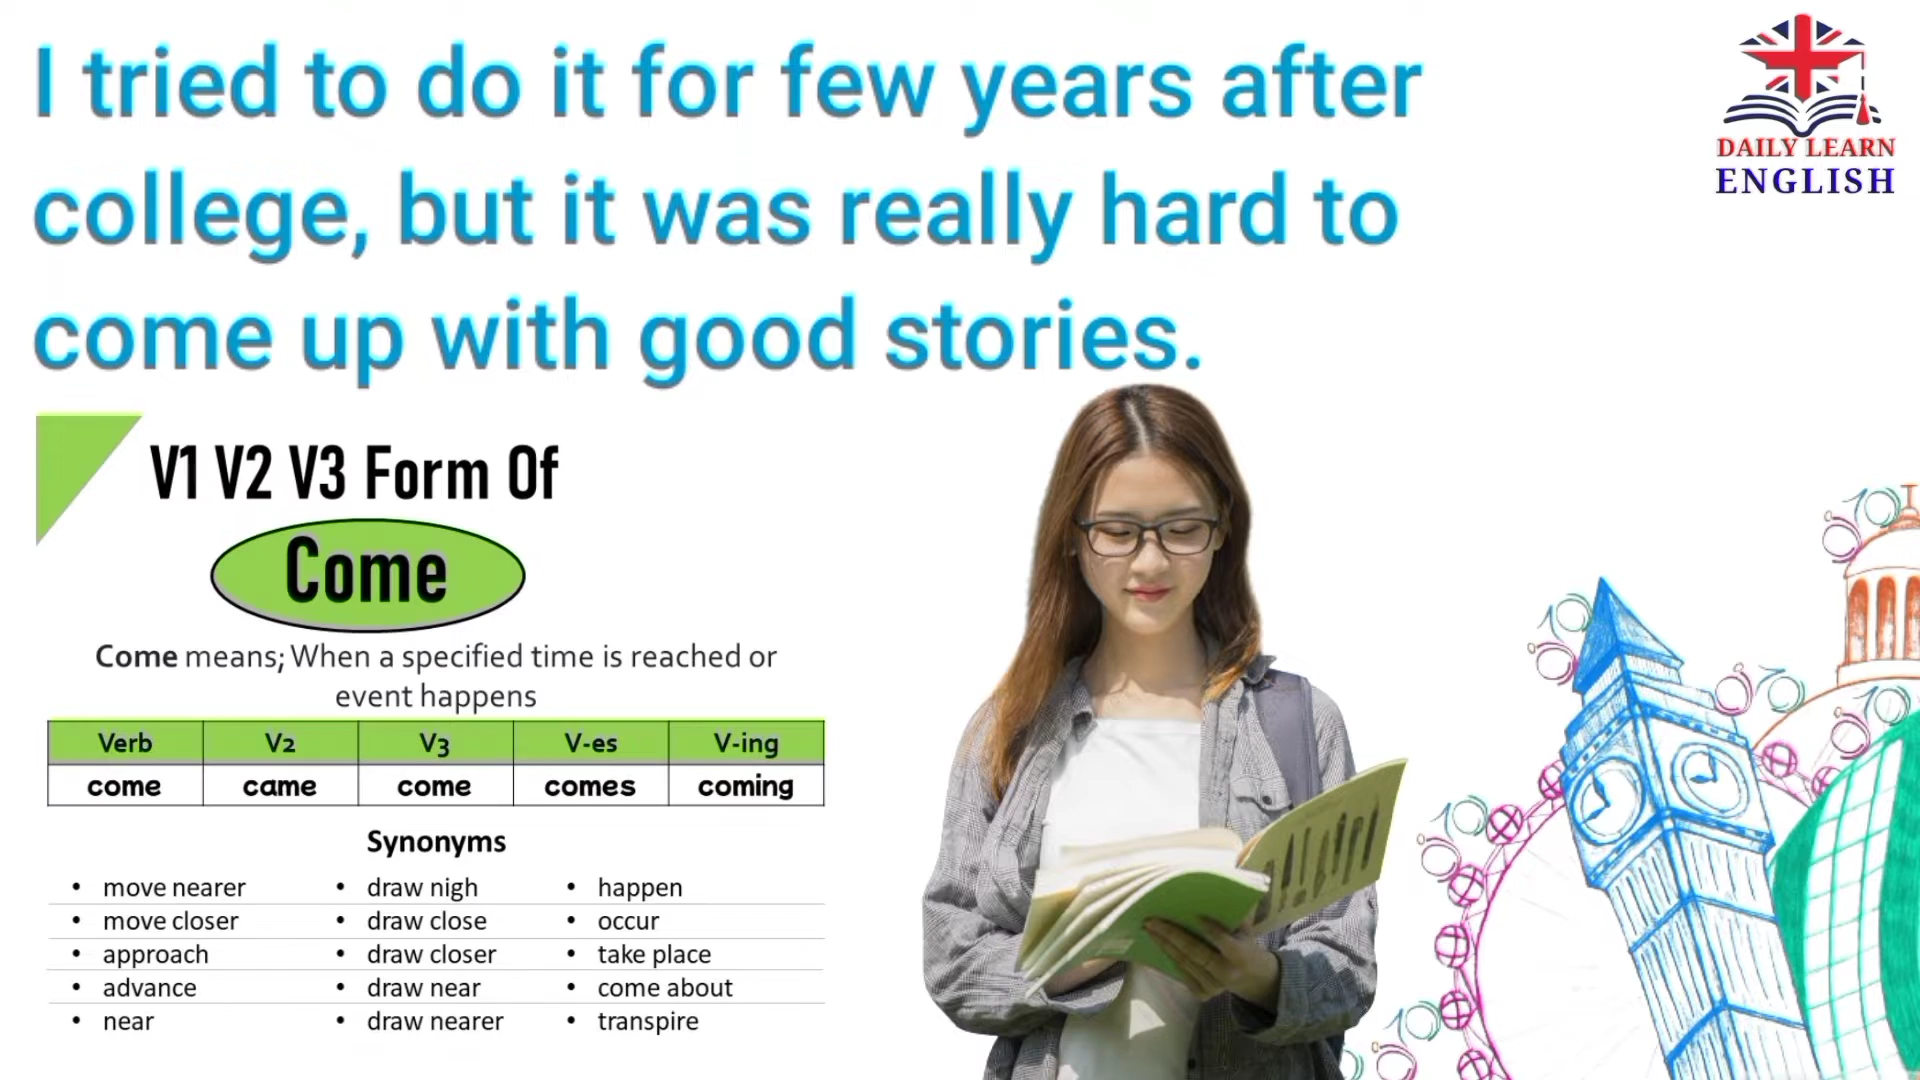 I tried to do it for few years after
college, but it was really hard to
come up with good stories.
DAILY LEARN
ENGLISH
V1 V2 V3 Form Of
Come
Come means; When a specified time is reached or
event happens
Verb V2 V3 V-es V-ing
come came come comes coming
Synonyms
• move nearer • draw nigh • happen
• move closer • draw close • occur
• approach • draw closer • take place
• advance • draw near • come about
• near • draw nearer • transpire